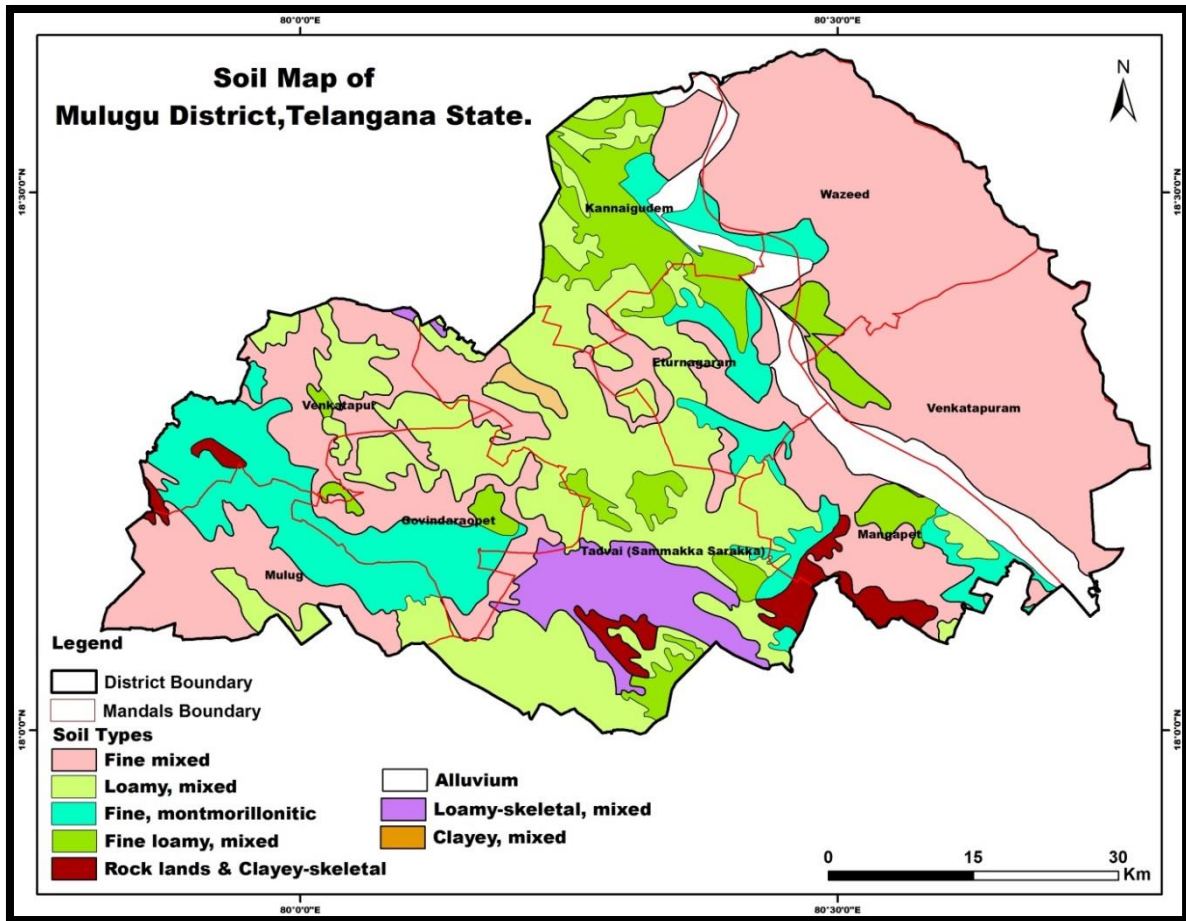 80°0'0"E
80°30'0"E
Soil Map of
Mulugu District,Telangana State.
N
18°30'0"N
18°30'0"N
Wazeed
Kannaigudem
Eturnagaram
Venkatapur
Venkatapuram
Govindaraopet
Mangapet
Tadvai (Sammakka Sarakka)
Mulug
Legend
District Boundary
Mandals Boundary
Soil Types
Fine mixed
Loamy, mixed
Fine, montmorillonitic
Fine loamy, mixed
Rock lands & Clayey-skeletal
Alluvium
Loamy-skeletal, mixed
Clayey, mixed
18°0'0"N
18°0'0"N
0 15 30
Km
80°0'0"E
80°30'0"E